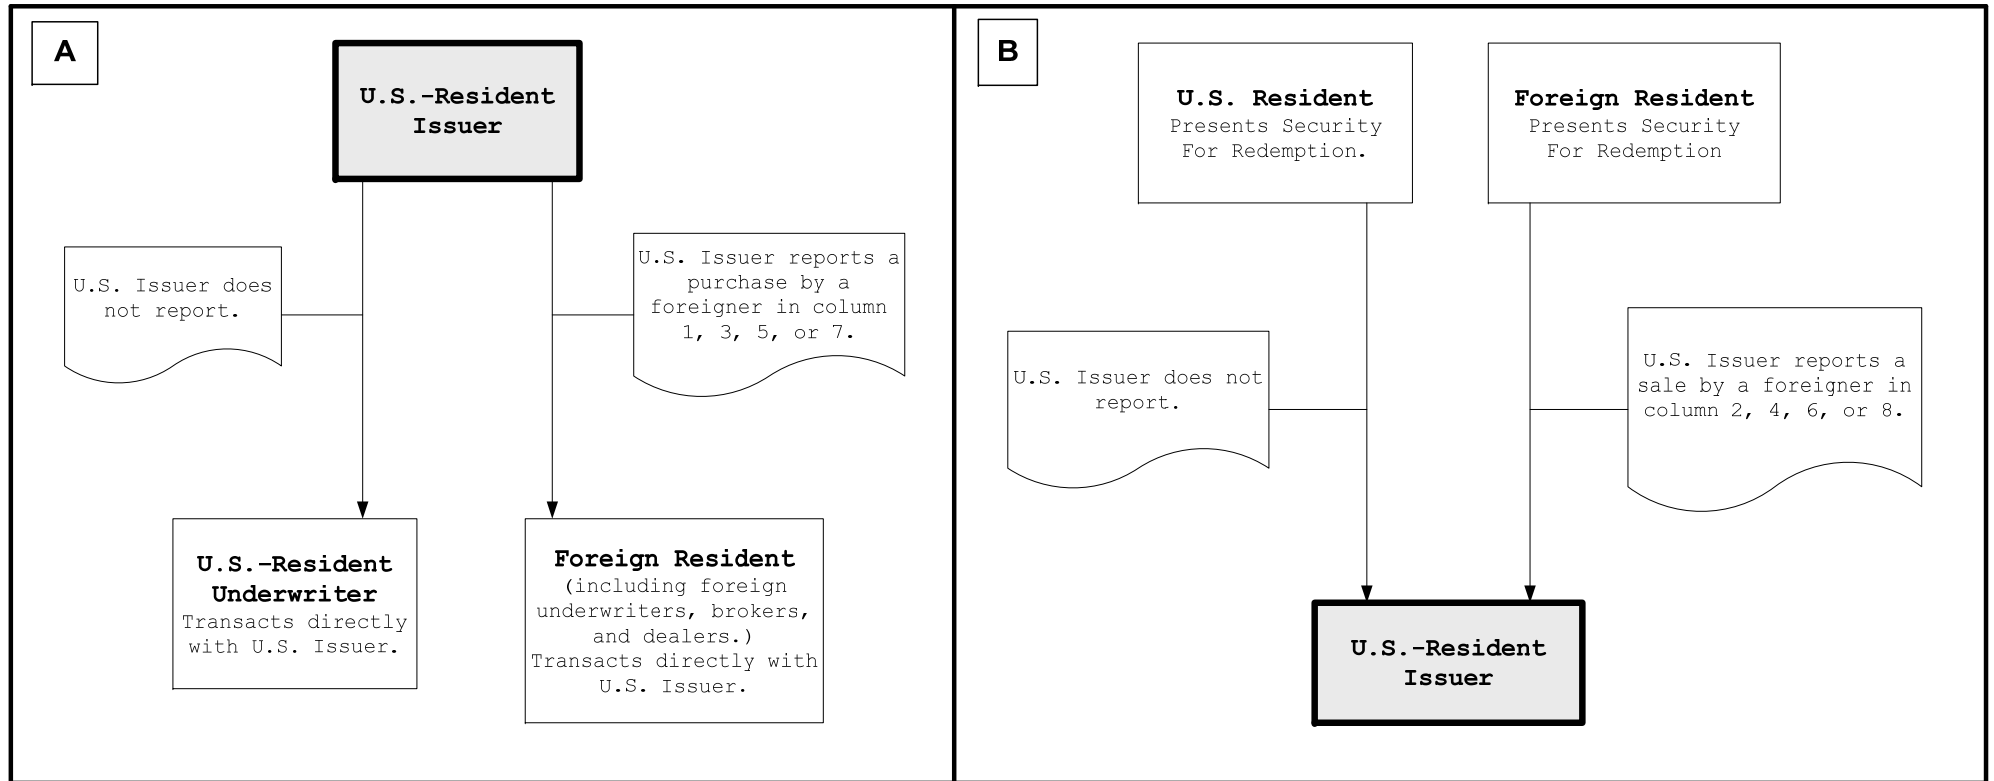 A
U.S.-Resident
Issuer
U.S. Issuer does
not report.
U.S. Issuer reports a
purchase by a
foreigner in column
1, 3, 5, or 7.
U.S.-Resident
Underwriter
Transacts directly
with U.S. Issuer.
Foreign Resident
(including foreign
underwriters, brokers,
and dealers.)
Transacts directly with
U.S. Issuer.
B
U.S. Resident
Presents Security
For Redemption.
Foreign Resident
Presents Security
For Redemption
U.S. Issuer does not
report.
U.S. Issuer reports a
sale by a foreigner in
column 2, 4, 6, or 8.
U.S.-Resident
Issuer